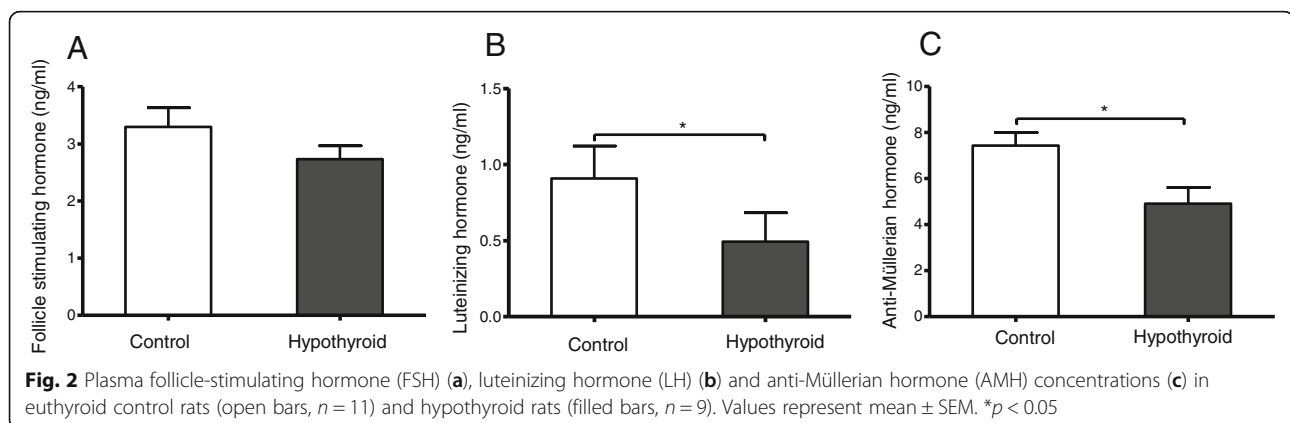 A
Follicle stimulating hormone (ng/ml)
4
3
2
1
0
Control Hypothyroid
B
Luteinizing hormone (ng/ml)
1.5
1.0
0.5
0.0
*
Control Hypothyroid
C
Anti-Müllerian hormone (ng/ml)
10
8
6
4
2
0
*
Control Hypothyroid
Fig. 2 Plasma follicle-stimulating hormone (FSH) (a), luteinizing hormone (LH) (b) and anti-Müllerian hormone (AMH) concentrations (c) in
euthyroid control rats (open bars, n = 11) and hypothyroid rats (filled bars, n = 9). Values represent mean ± SEM. *p < 0.05